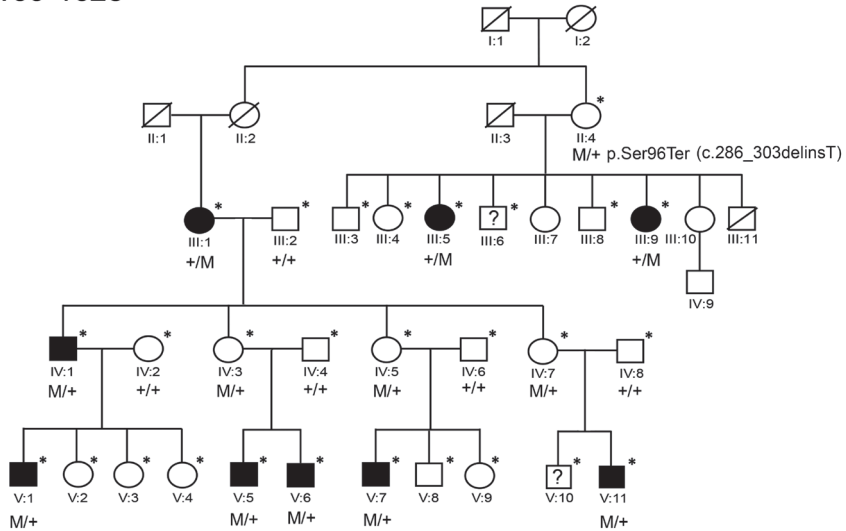 I:1 I:2
* 
II:1 II:2 II:3 II:4
M/+ p.Ser96Ter (c.286_303delinsT)
* * * * * ? * * *
III:1 III:2 III:3 III:4 III:5 III:6 III:7 III:8 III:9 III:10 III:11
+/M +/+ +/M +/M
IV:9
* * * * * * * *
IV:1 IV:2 IV:3 IV:4 IV:5 IV:6 IV:7 IV:8
M/+ +/+ M/+ +/+ M/+ +/+ M/+ +/+
* * * * * * * * * ? * *
V:1 V:2 V:3 V:4 V:5 V:6 V:7 V:8 V:9 V:10 V:11
M/+ M/+ M/+ M/+ M/+